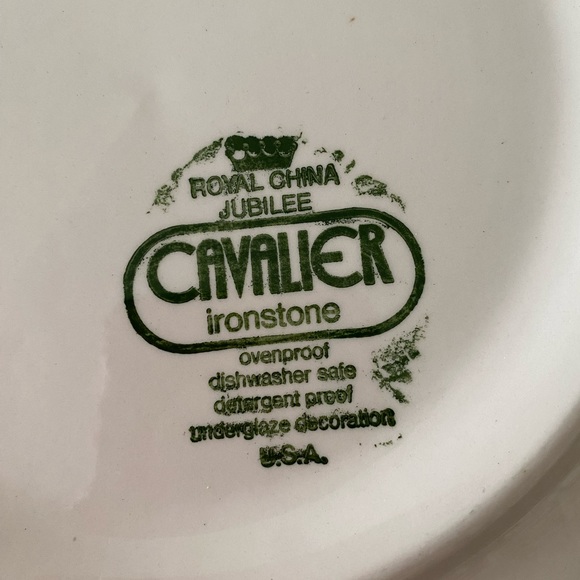 ROYAL CHINA
JUBILEE
CAVALIER
ironstone
ovenproof
dishwasher safe
detergent proof
underglaze decoration
U.S.A.